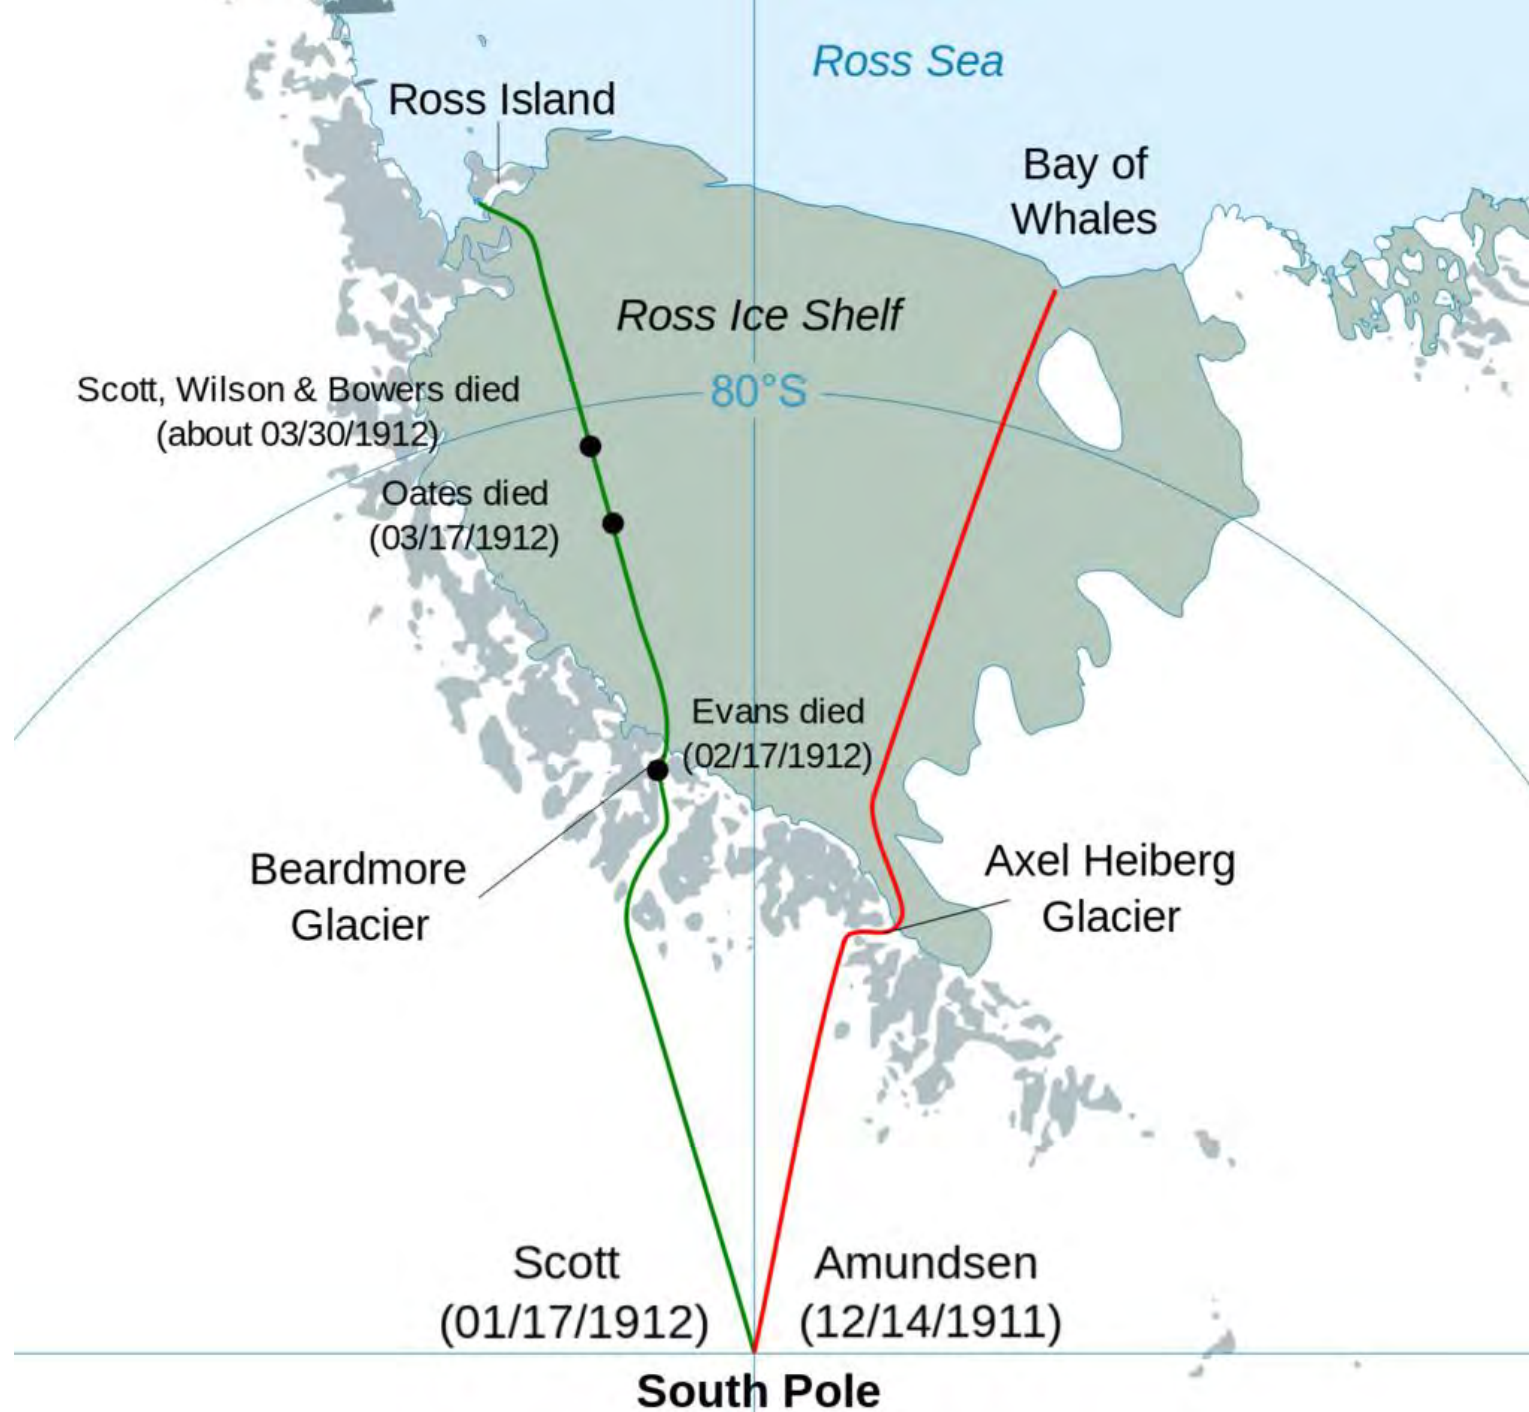 Ross Sea
Ross Island
Bay of
Whales
Ross Ice Shelf
80°S
Scott, Wilson & Bowers died
(about 03/30/1912)
Oates died
(03/17/1912)
Evans died
(02/17/1912)
Beardmore
Glacier
Axel Heiberg
Glacier
Scott
(01/17/1912)
Amundsen
(12/14/1911)
South Pole